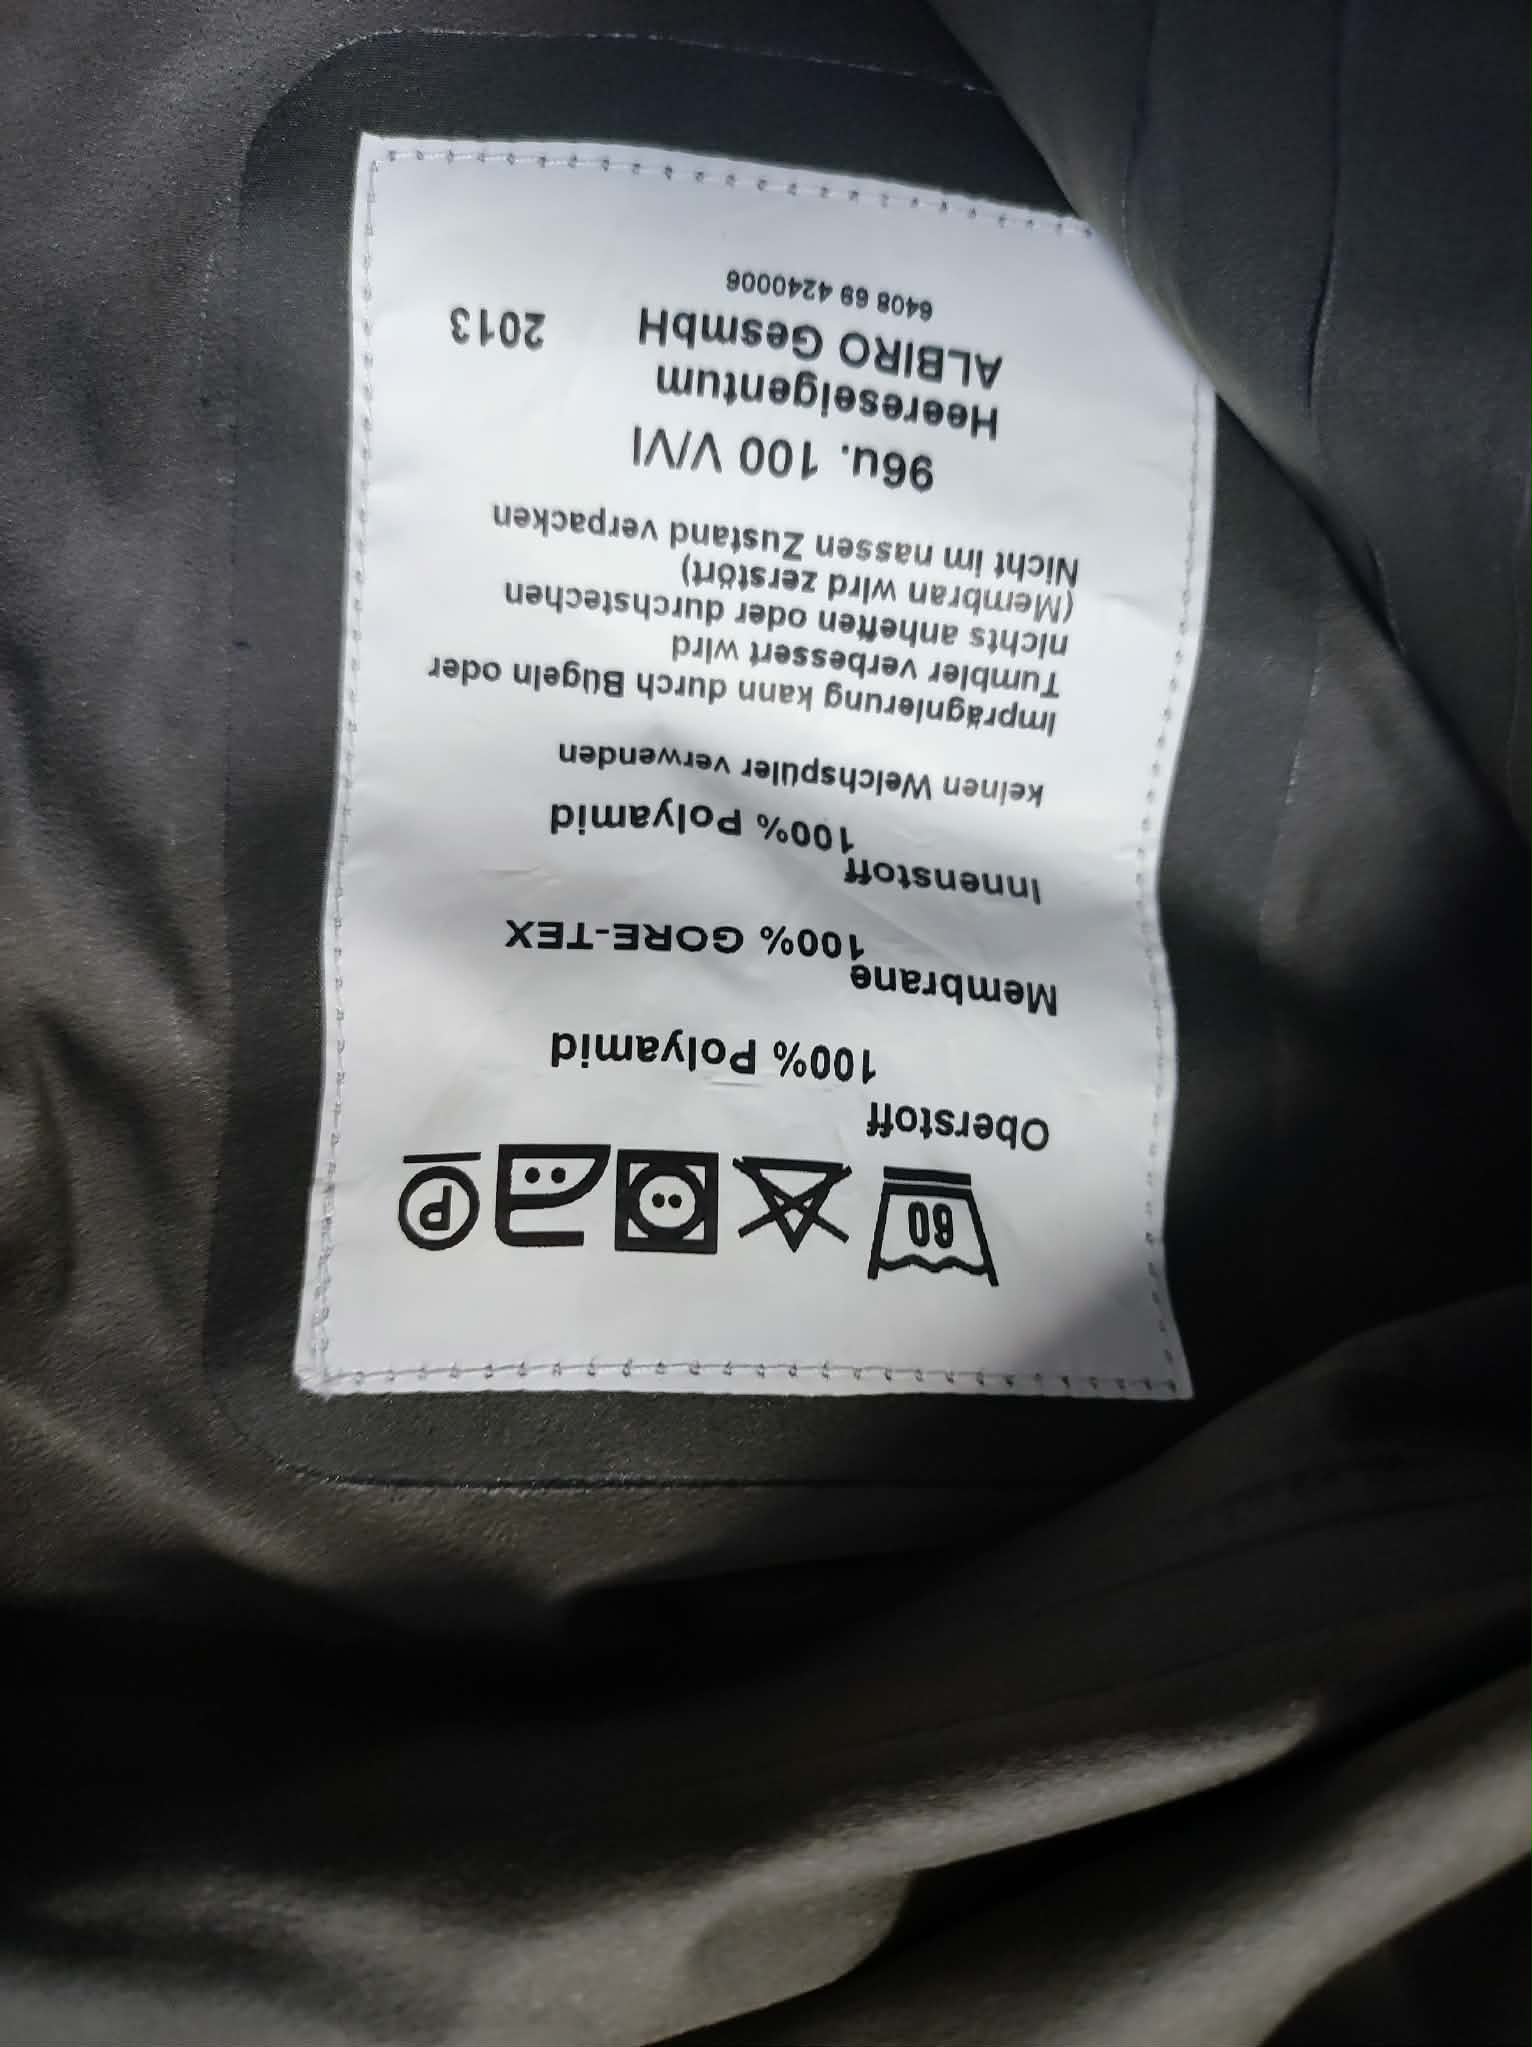 60
P
Oberstoff
100% Polyamid
Membrane
100% GORE-TEX
Innenstoff
100% Polyamid
keinen Weichspüler verwenden
Imprägnierung kann durch Bügeln oder
Tumbler verbessert wird
nichts anheften oder durchstechen
(Membran wird zerstört)
Nicht im nassen Zustand verpacken
96u. 100 V/VI
Heereseigentum
ALBIRO GesmbH 2013
6408 69 4240006